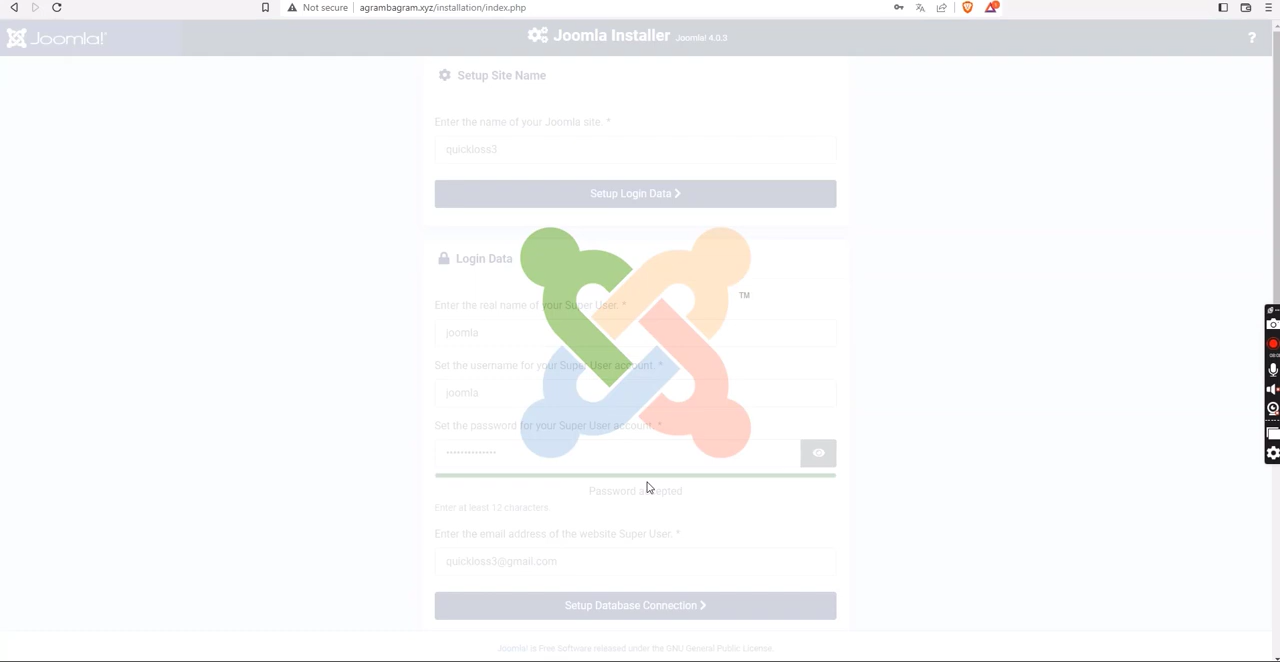 Not secure
agrambagram.xyz/installation/index.php
Joomla!
Joomla Installer Joomla! 4.0.3
?
Setup Site Name
Enter the name of your Joomla site. *
quickloss3
Setup Login Data
Login Data
Enter the real name of your Super User. *
joomla
Set the username for your Super User account. *
joomla
Set the password for your Super User account. *
••••••••••••••
Password accepted
Enter at least 12 characters
Enter the email address of the website Super User. *
quickloss3@gmail.com
Setup Database Connection
TM
Joomla! is Free Software released under the GNU General Public License.